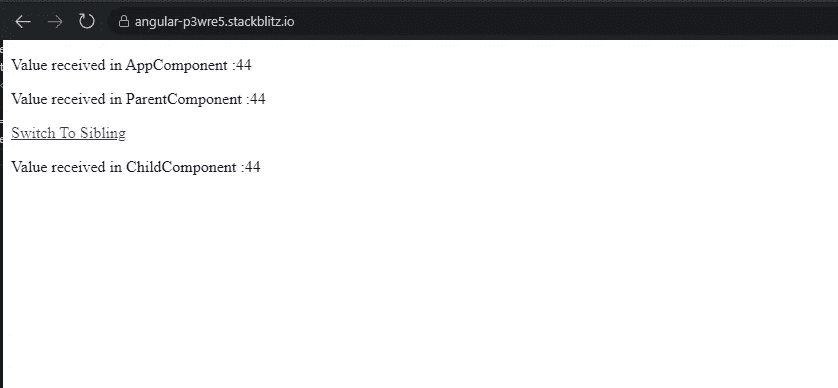 angular-p3wre5.stackblitz.io
Value received in AppComponent :44
Value received in ParentComponent :44
Switch To Sibling
Value received in ChildComponent :44